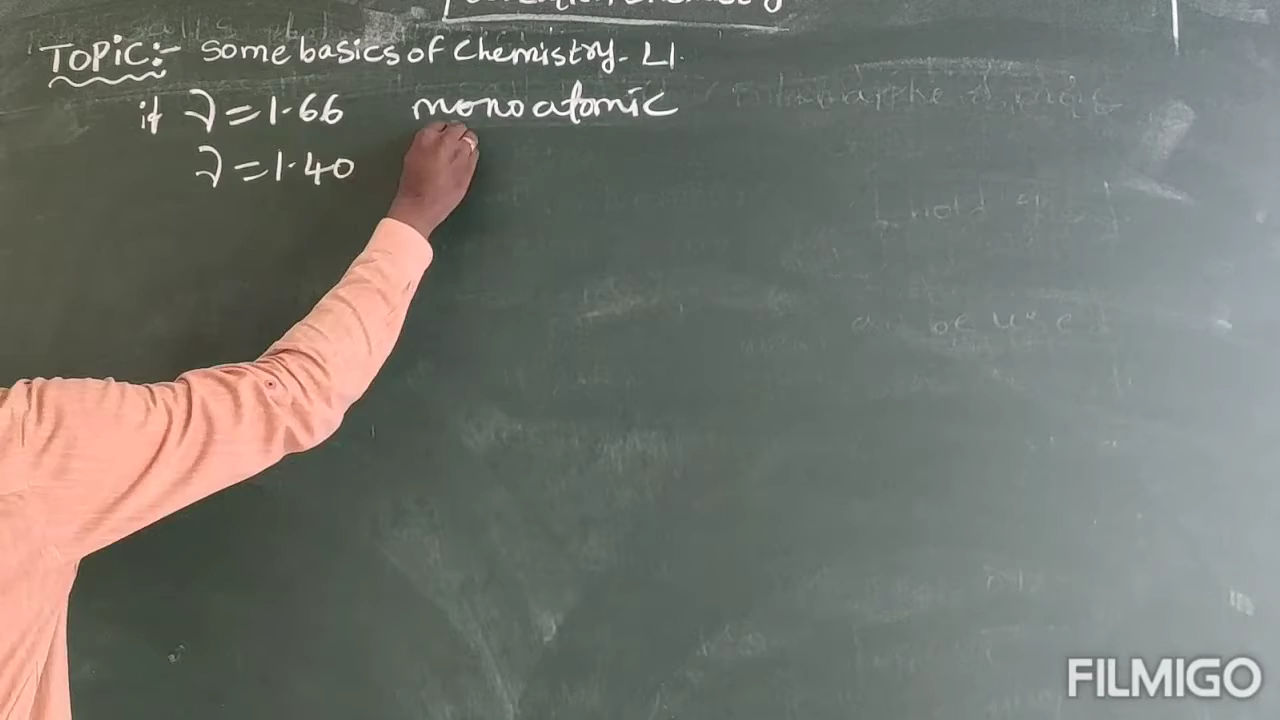 TOPIC:- Some basics of Chemistry. L1.
if γ = 1.66 monoatomic
γ = 1.40
FILMIGO